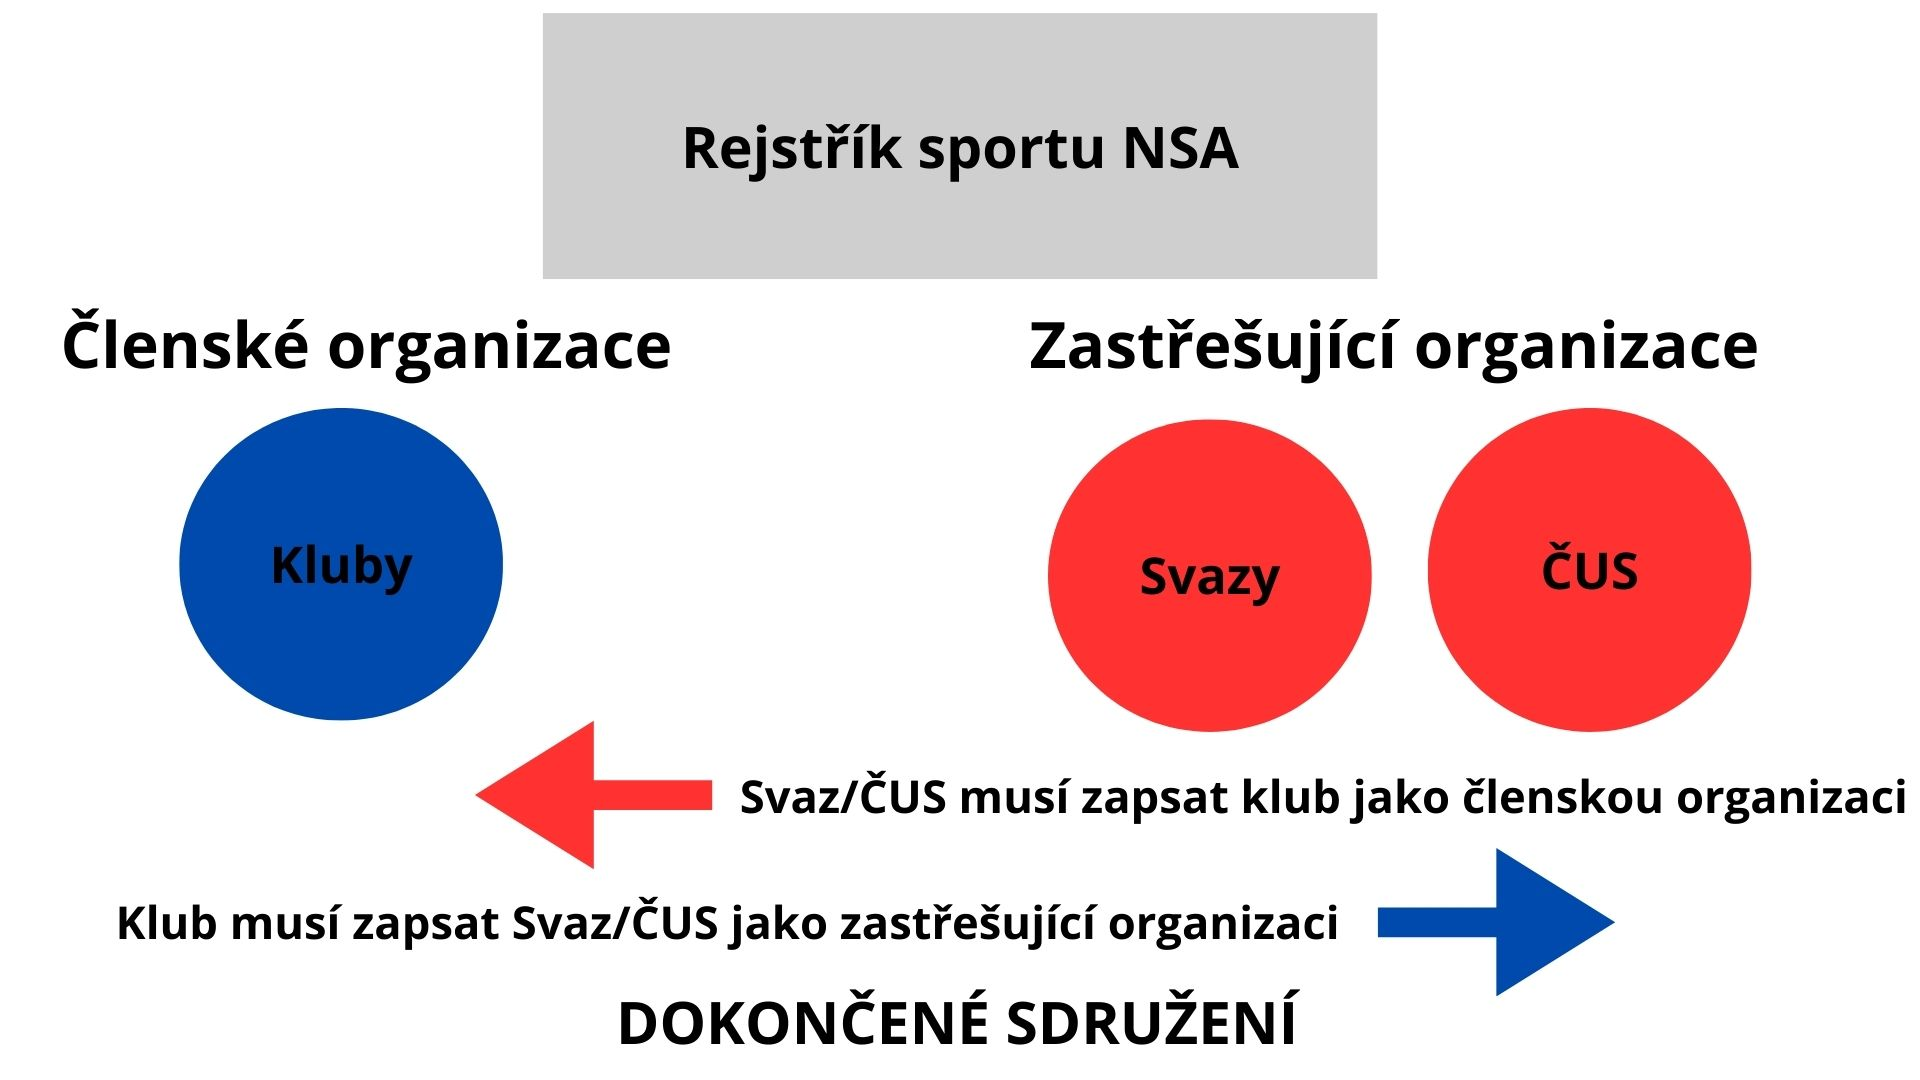 Rejstřík sportu NSA
Členské organizace
Zastřešující organizace
Kluby
Svazy
ČUS
Svaz/ČUS musí zapsat klub jako členskou organizaci
Klub musí zapsat Svaz/ČUS jako zastřešující organizaci
DOKONČENÉ SDRUŽENÍ